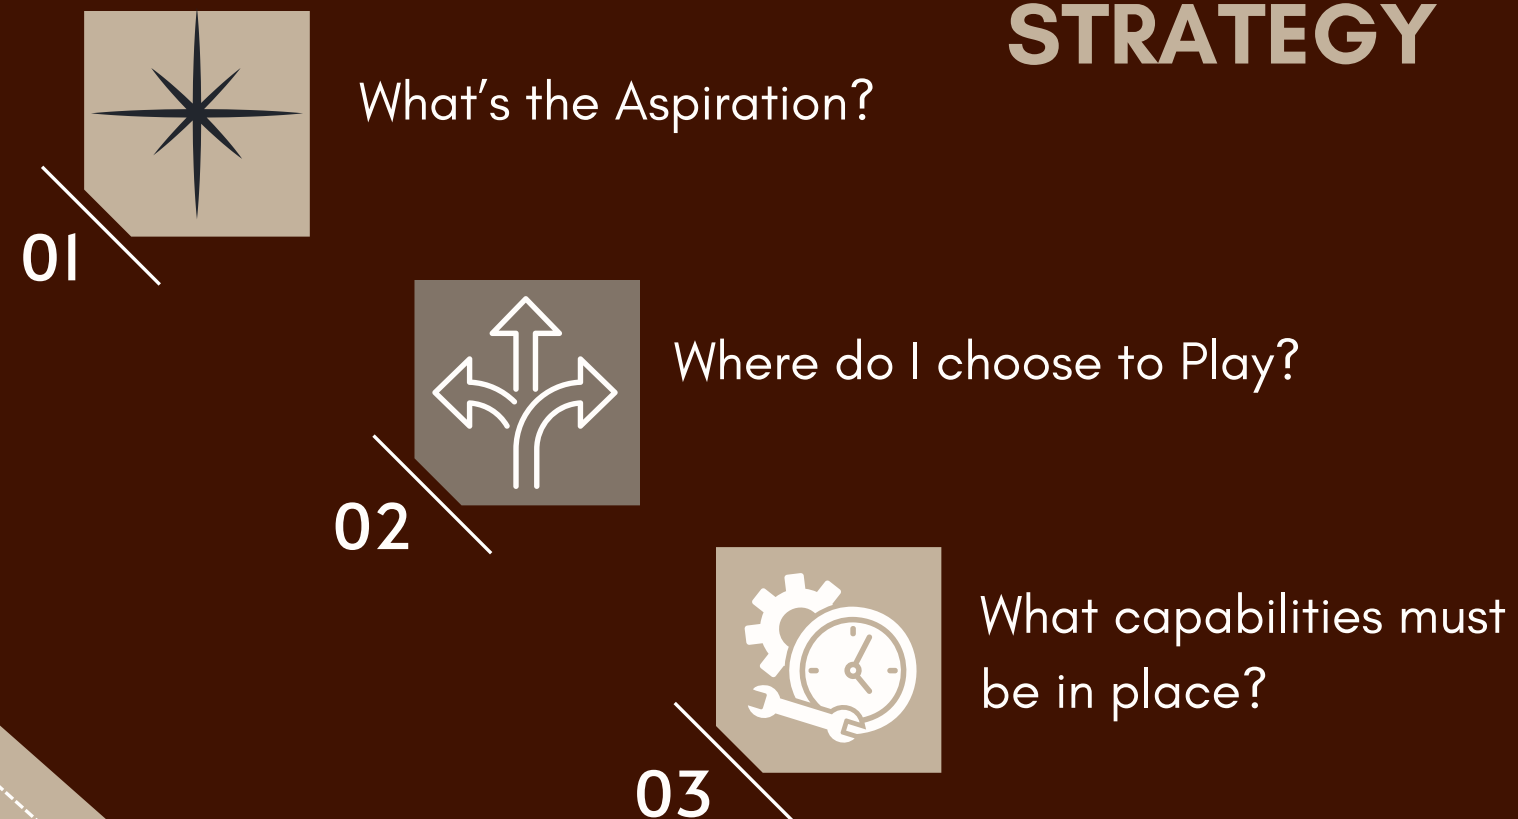 STRATEGY
What’s the Aspiration?
01
Where do I choose to Play?
02
What capabilities must
be in place?
03